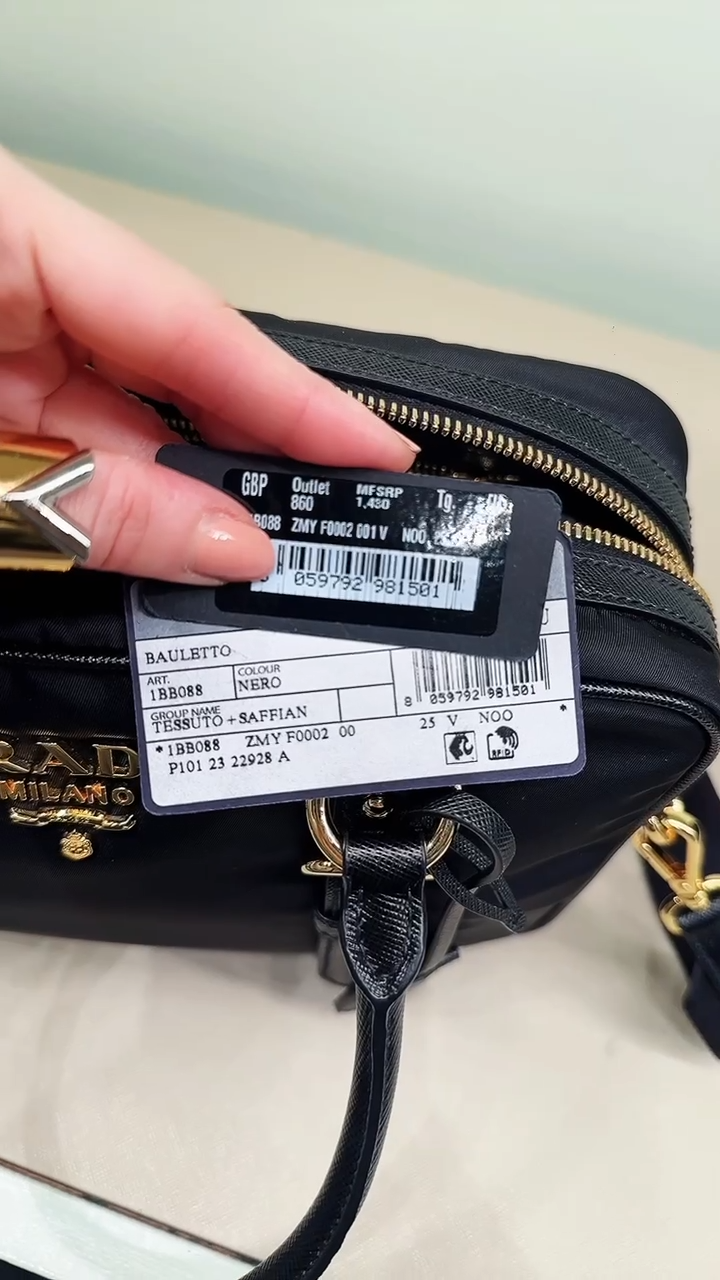 GBP Outlet MFSRP Tg.
860 1.430
BB088 ZMY F0002 001 V NOO
059792 981501
BAULETTO
ART. COLOUR
1BB088 NERO
8 059792 981501
GROUP NAME
TESSUTO+SAFFIAN
25 V NOO *
*1BB088 ZMY F0002 00
RFID
P101 23 22928 A
RAD
MILANO